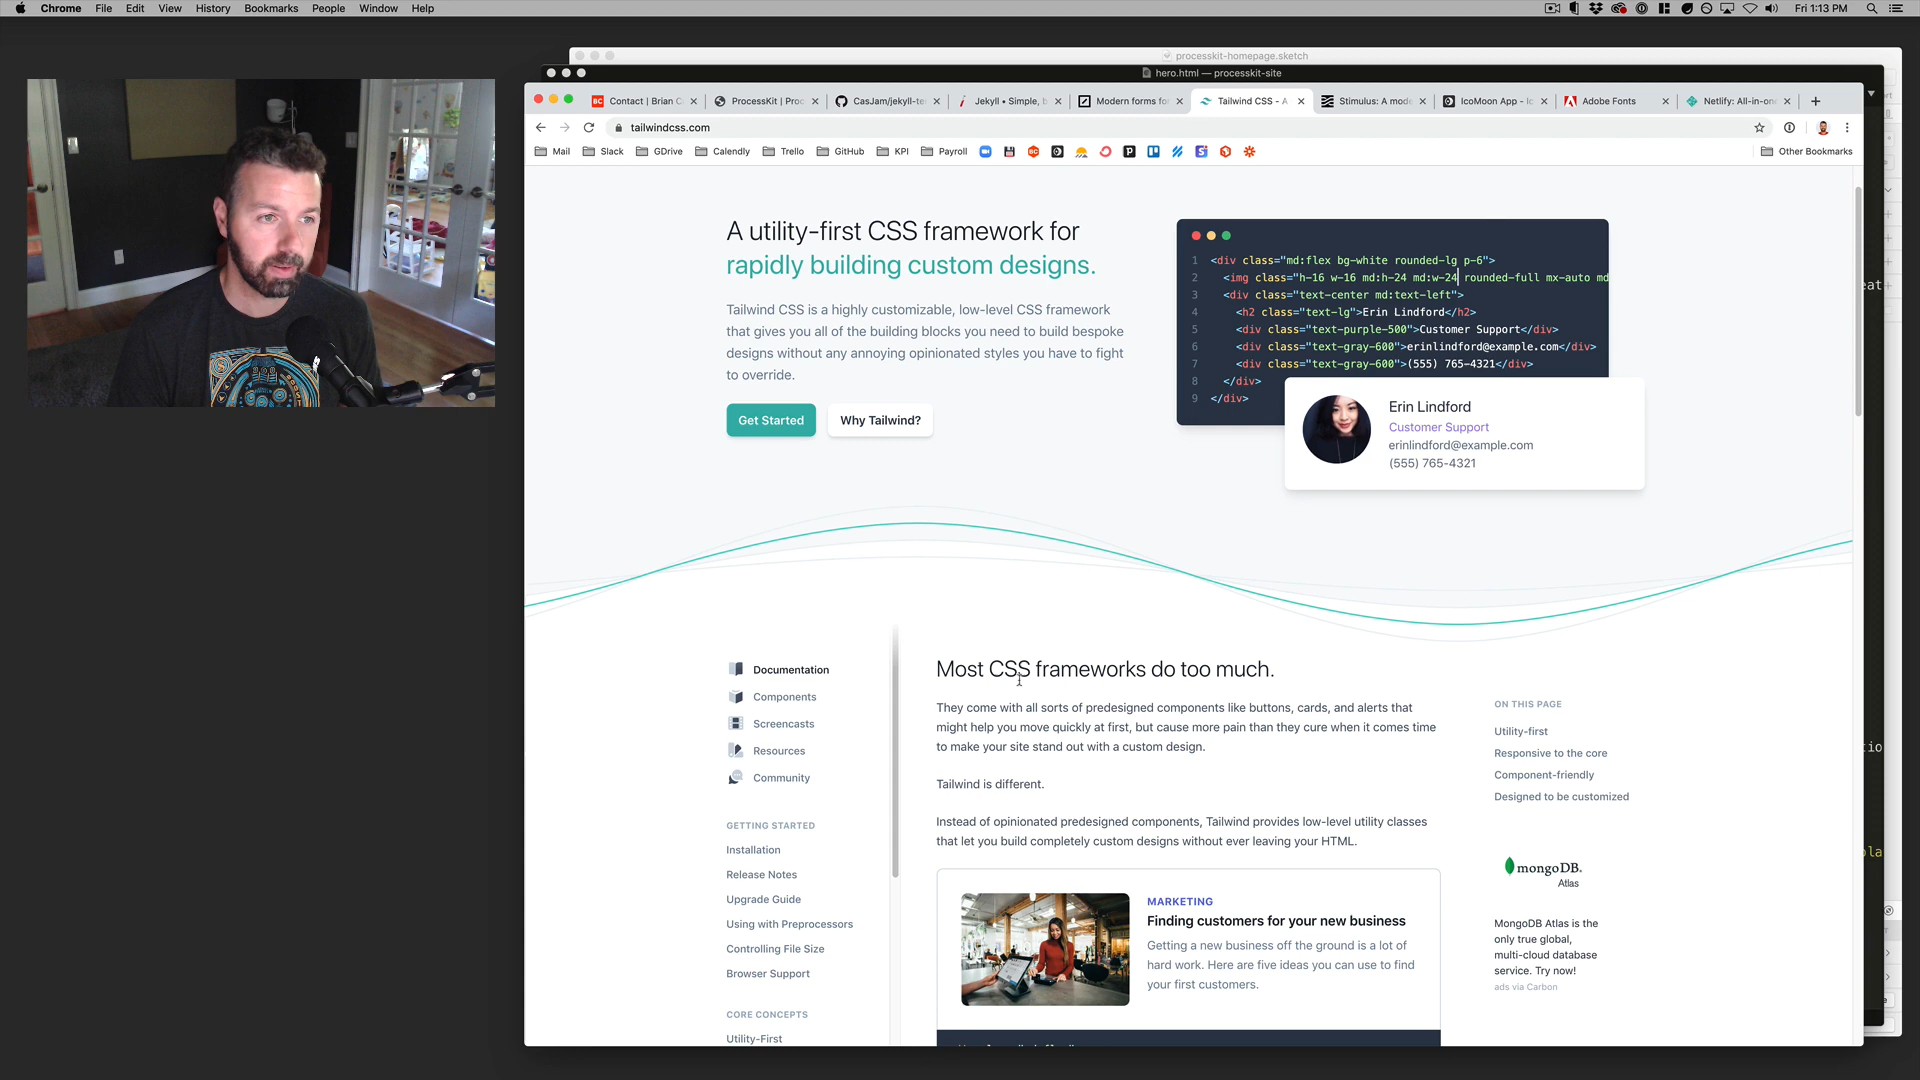 Chrome File Edit View History Bookmarks People Window Help
Fri 1:13 PM
processkit-homepage.sketch
hero.html — processkit-site
Contact | Brian C
ProcessKit | Proc
CasJam/jekyll-te
Jekyll • Simple, b
Modern forms fo
Tailwind CSS - A
Stimulus: A mode
IcoMoon App - Ic
Adobe Fonts
Netlify: All-in-on
tailwindcss.com
Mail Slack GDrive Calendly Trello GitHub KPI Payroll
Other Bookmarks
A utility-first CSS framework for
rapidly building custom designs.
Tailwind CSS is a highly customizable, low-level CSS framework
that gives you all of the building blocks you need to build bespoke
designs without any annoying opinionated styles you have to fight
to override.
Get Started
Why Tailwind?
1 <div class="md:flex bg-white rounded-lg p-6">
2 <img class="h-16 w-16 md:h-24 md:w-24 rounded-full mx-auto md
3 <div class="text-center md:text-left">
4 <h2 class="text-lg">Erin Lindford</h2>
5 <div class="text-purple-500">Customer Support</div>
6 <div class="text-gray-600">erinlindford@example.com</div>
7 <div class="text-gray-600">(555) 765-4321</div>
8 </div>
9 </div>
Erin Lindford
Customer Support
erinlindford@example.com
(555) 765-4321
Documentation
Components
Screencasts
Resources
Community
GETTING STARTED
Installation
Release Notes
Upgrade Guide
Using with Preprocessors
Controlling File Size
Browser Support
CORE CONCEPTS
Utility-First
Most CSS frameworks do too much.
They come with all sorts of predesigned components like buttons, cards, and alerts that
might help you move quickly at first, but cause more pain than they cure when it comes time
to make your site stand out with a custom design.
Tailwind is different.
Instead of opinionated predesigned components, Tailwind provides low-level utility classes
that let you build completely custom designs without ever leaving your HTML.
MARKETING
Finding customers for your new business
Getting a new business off the ground is a lot of
hard work. Here are five ideas you can use to find
your first customers.
ON THIS PAGE
Utility-first
Responsive to the core
Component-friendly
Designed to be customized
mongoDB.
Atlas
MongoDB Atlas is the
only true global,
multi-cloud database
service. Try now!
ads via Carbon